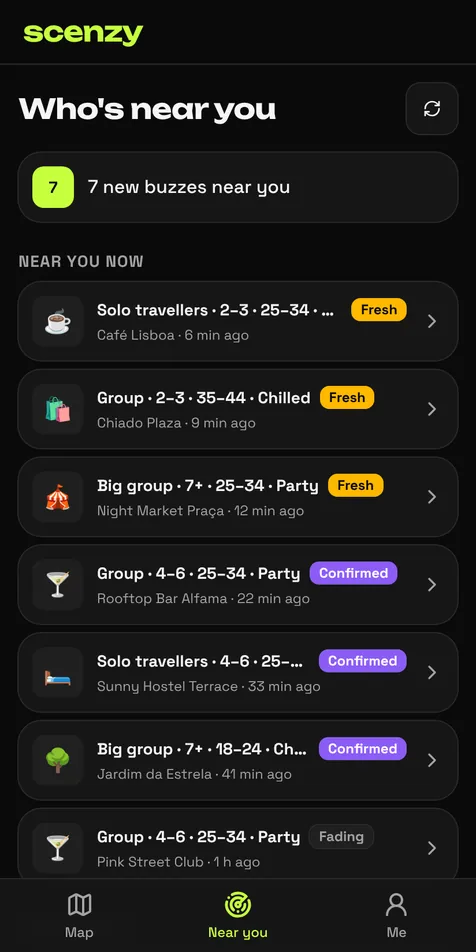 scenzy
Who's near you
7
7 new buzzes near you
NEAR YOU NOW
Solo travellers · 2–3 · 25–34 · ...
Fresh
Café Lisboa · 6 min ago
Group · 2–3 · 35–44 · Chilled
Fresh
Chiado Plaza · 9 min ago
Big group · 7+ · 25–34 · Party
Fresh
Night Market Praça · 12 min ago
Group · 4–6 · 25–34 · Party
Confirmed
Rooftop Bar Alfama · 22 min ago
Solo travellers · 4–6 · 25–...
Confirmed
Sunny Hostel Terrace · 33 min ago
Big group · 7+ · 18–24 · Ch...
Confirmed
Jardim da Estrela · 41 min ago
Group · 4–6 · 25–34 · Party
Fading
Pink Street Club · 1 h ago
Map
Near you
Me